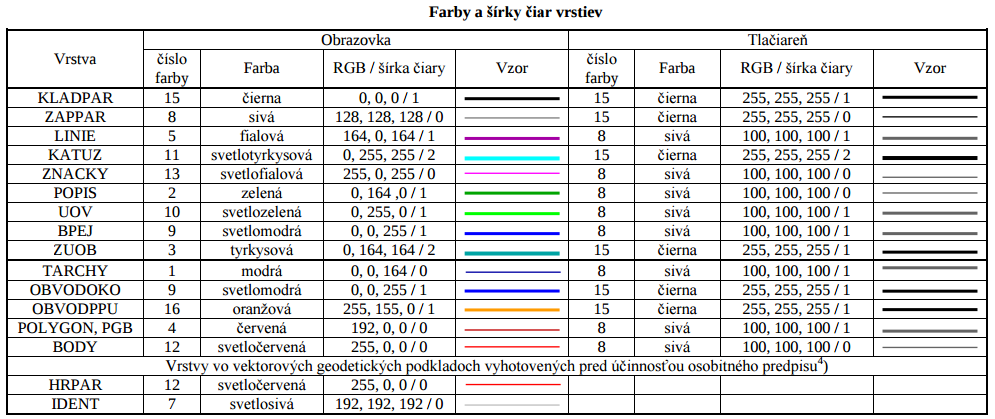 Farby a šírky čiar vrstiev
Vrstva Obrazovka Tlačiareň
číslo farby Farba RGB / šírka čiary Vzor číslo farby Farba RGB / šírka čiary Vzor
KLADPAR 15 čierna 0, 0, 0 / 1 15 čierna 255, 255, 255 / 1
ZAPPAR 8 sivá 128, 128, 128 / 0 15 čierna 255, 255, 255 / 0
LINIE 5 fialová 164, 0, 164 / 1 8 sivá 100, 100, 100 / 1
KATUZ 11 svetlotyrkysová 0, 255, 255 / 2 15 čierna 255, 255, 255 / 2
ZNACKY 13 svetlofialová 255, 0, 255 / 0 8 sivá 100, 100, 100 / 0
POPIS 2 zelená 0, 164 ,0 / 1 8 sivá 100, 100, 100 / 0
UOV 10 svetlozelená 0, 255, 0 / 1 8 sivá 100, 100, 100 / 1
BPEJ 9 svetlomodrá 0, 0, 255 / 1 8 sivá 100, 100, 100 / 1
ZUOB 3 tyrkysová 0, 164, 164 / 2 15 čierna 255, 255, 255 / 1
TARCHY 1 modrá 0, 0, 164 / 0 8 sivá 100, 100, 100 / 1
OBVODOKO 9 svetlomodrá 0, 0, 255 / 1 15 čierna 255, 255, 255 / 1
OBVODPPU 16 oranžová 255, 155, 0 / 1 15 čierna 255, 255, 255 / 1
POLYGON, PGB 4 červená 192, 0, 0 / 0 8 sivá 100, 100, 100 / 1
BODY 12 svetločervená 255, 0, 0 / 0 8 sivá 100, 100, 100 / 0
Vrstvy vo vektorových geodetických podkladoch vyhotovených pred účinnosťou osobitného predpisu⁴)
HRPAR 12 svetločervená 255, 0, 0 / 0
IDENT 7 svetlosivá 192, 192, 192 / 0